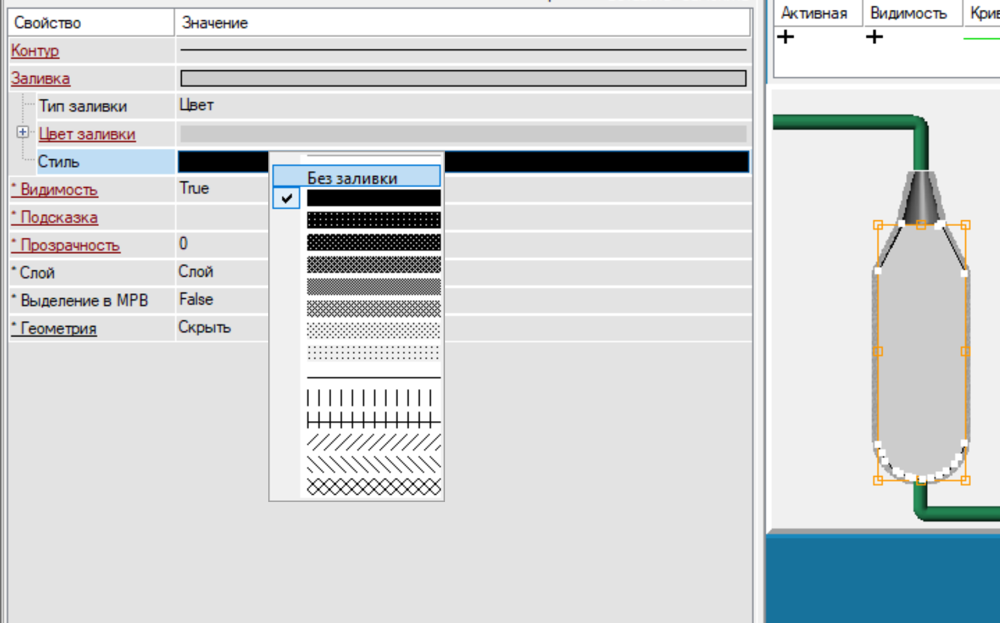 Свойство Значение
Контур
Заливка
Тип заливки Цвет
Цвет заливки
Стиль
Без заливки
* Видимость True
* Подсказка
* Прозрачность 0
* Слой Слой
* Выделение в МРВ False
* Геометрия Скрыть
Активная Видимость